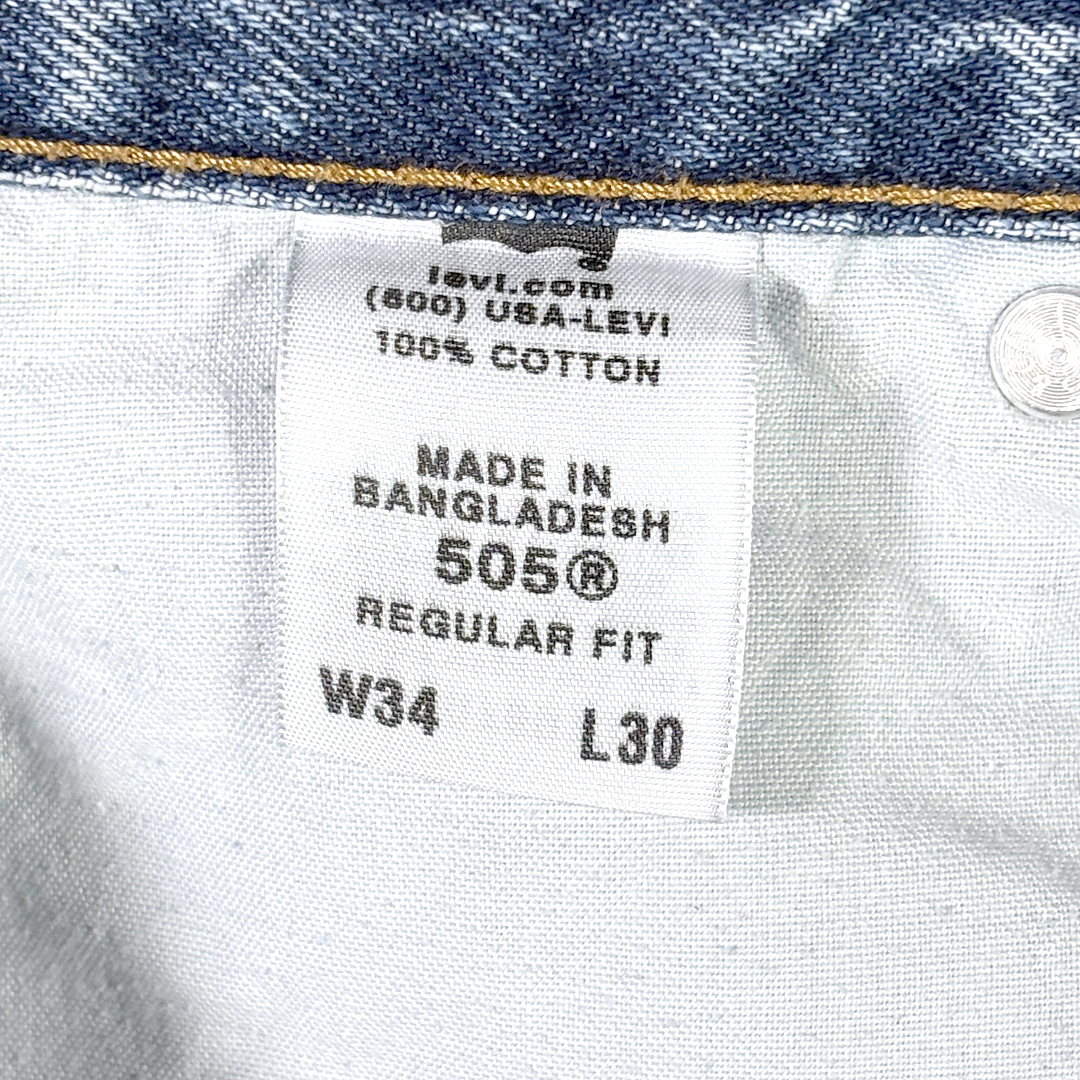 levi.com
(800) USA-LEVI
100% COTTON
MADE IN
BANGLADESH
505®
REGULAR FIT
W34 L30